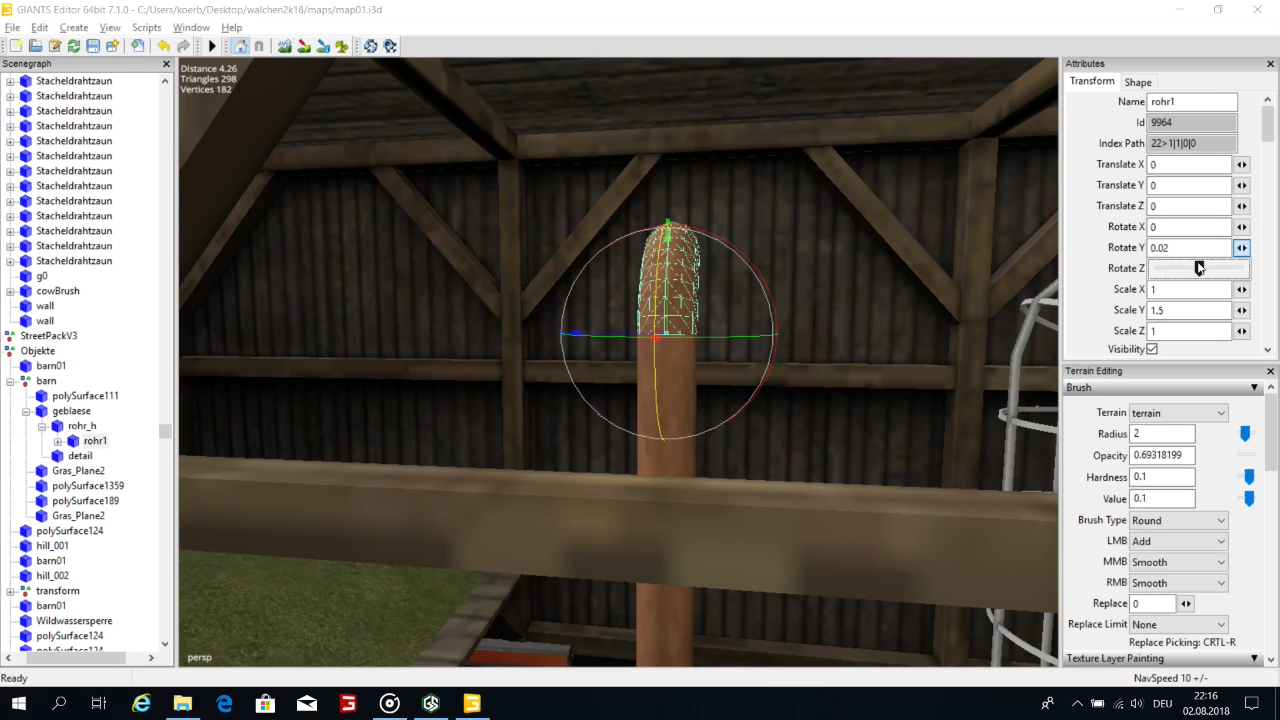 GIANTS Editor 64bit 7.1.0 - C:/Users/koerb/Desktop/walchen2k18/maps/map01.i3d
File Edit Create View Scripts Window Help
Scenegraph
Stacheldrahtzaun
Stacheldrahtzaun
Stacheldrahtzaun
Stacheldrahtzaun
Stacheldrahtzaun
Stacheldrahtzaun
Stacheldrahtzaun
Stacheldrahtzaun
Stacheldrahtzaun
Stacheldrahtzaun
Stacheldrahtzaun
Stacheldrahtzaun
Stacheldrahtzaun
g0
cowBrush
wall
wall
StreetPackV3
Objekte
barn01
barn
polySurface111
geblaese
rohr_h
rohr1
detail
Gras_Plane2
polySurface1359
polySurface189
Gras_Plane2
polySurface124
hill_001
barn01
hill_002
transform
barn01
Wildwassersperre
polySurface124
Distance 4.26
Triangles 298
Vertices 182
persp
Attributes
Transform Shape
Name rohr1
Id 9964
Index Path 22>1|1|0|0
Translate X 0
Translate Y 0
Translate Z 0
Rotate X 0
Rotate Y 0.02
Rotate Z
Scale X 1
Scale Y 1.5
Scale Z 1
Visibility
Terrain Editing
Brush
Terrain terrain
Radius 2
Opacity 0.69318199
Hardness 0.1
Value 0.1
Brush Type Round
LMB Add
MMB Smooth
RMB Smooth
Replace 0
Replace Limit None
Replace Picking: CRTL-R
Texture Layer Painting
Ready
NavSpeed 10 +/-
DEU
22:16
02.08.2018